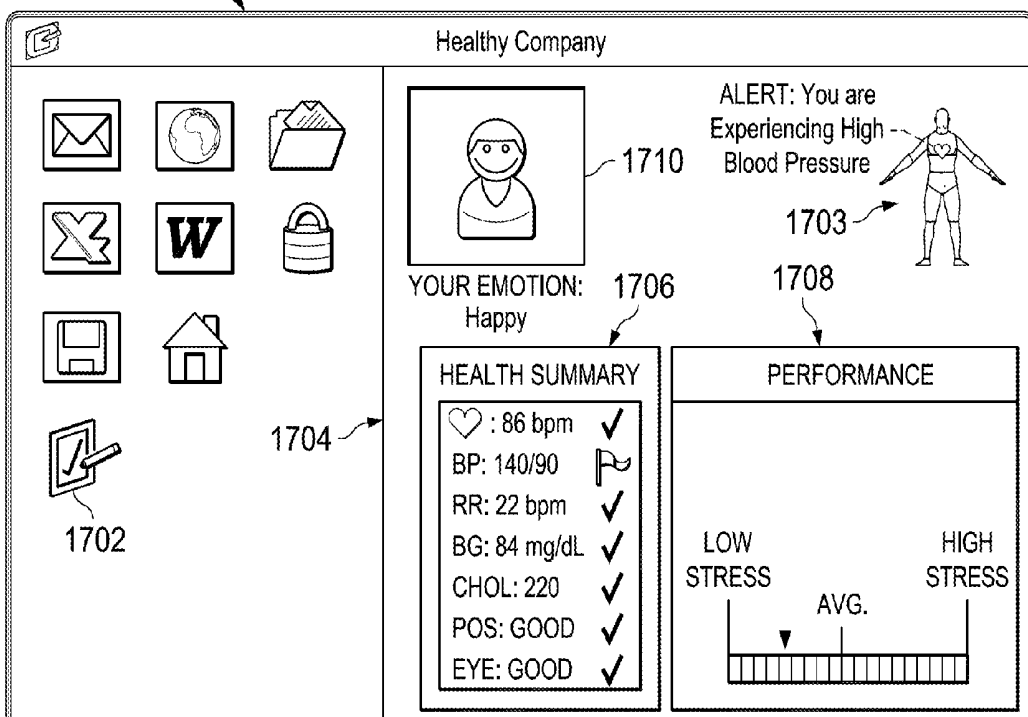 Healthy Company
ALERT: You are
Experiencing High
Blood Pressure
1710
1703
W
YOUR EMOTION:
Happy
1706
1708
HEALTH SUMMARY
: 86 bpm
BP: 140/90
RR: 22 bpm
BG: 84 mg/dL
CHOL: 220
POS: GOOD
EYE: GOOD
PERFORMANCE
LOW
STRESS
HIGH
STRESS
AVG.
1704
1702